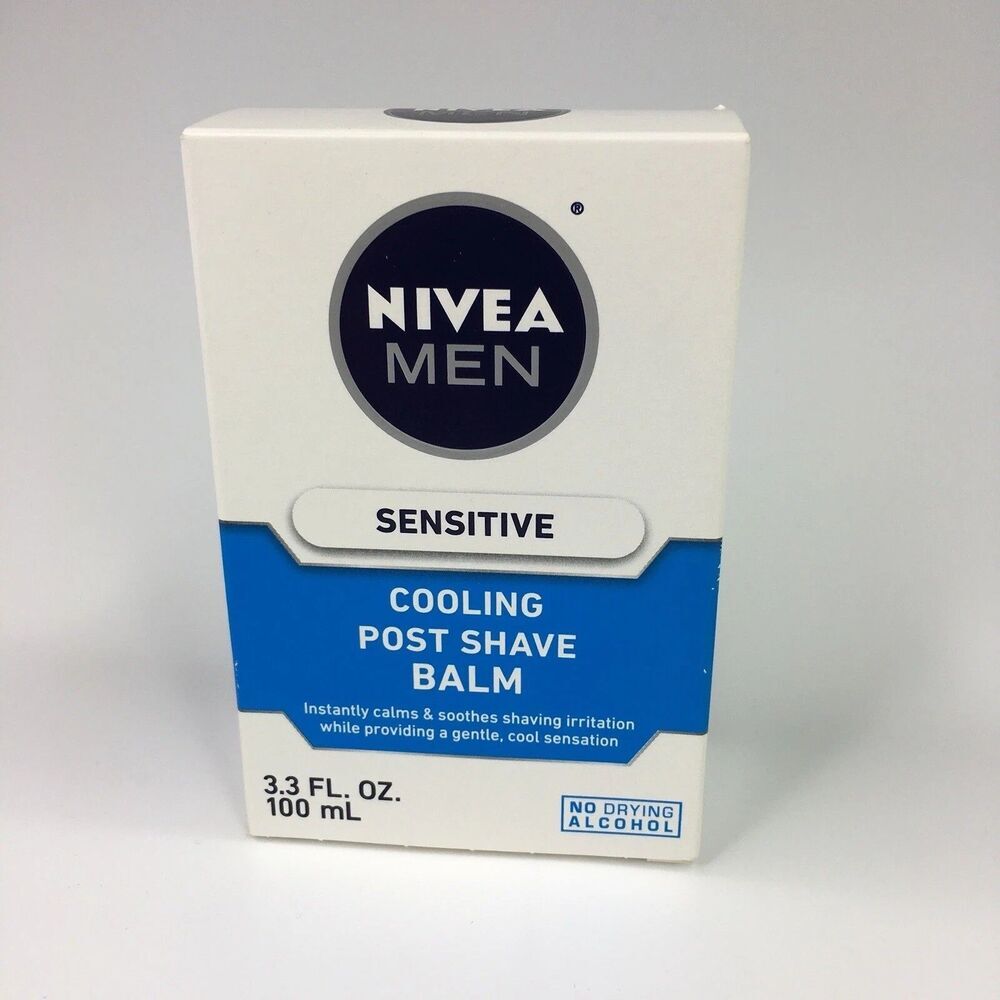 NIVEA
®
NIVEA
MEN
SENSITIVE
COOLING
POST SHAVE
BALM
Instantly calms & soothes shaving irritation
while providing a gentle, cool sensation
3.3 FL. OZ.
100 mL
NO DRYING
ALCOHOL